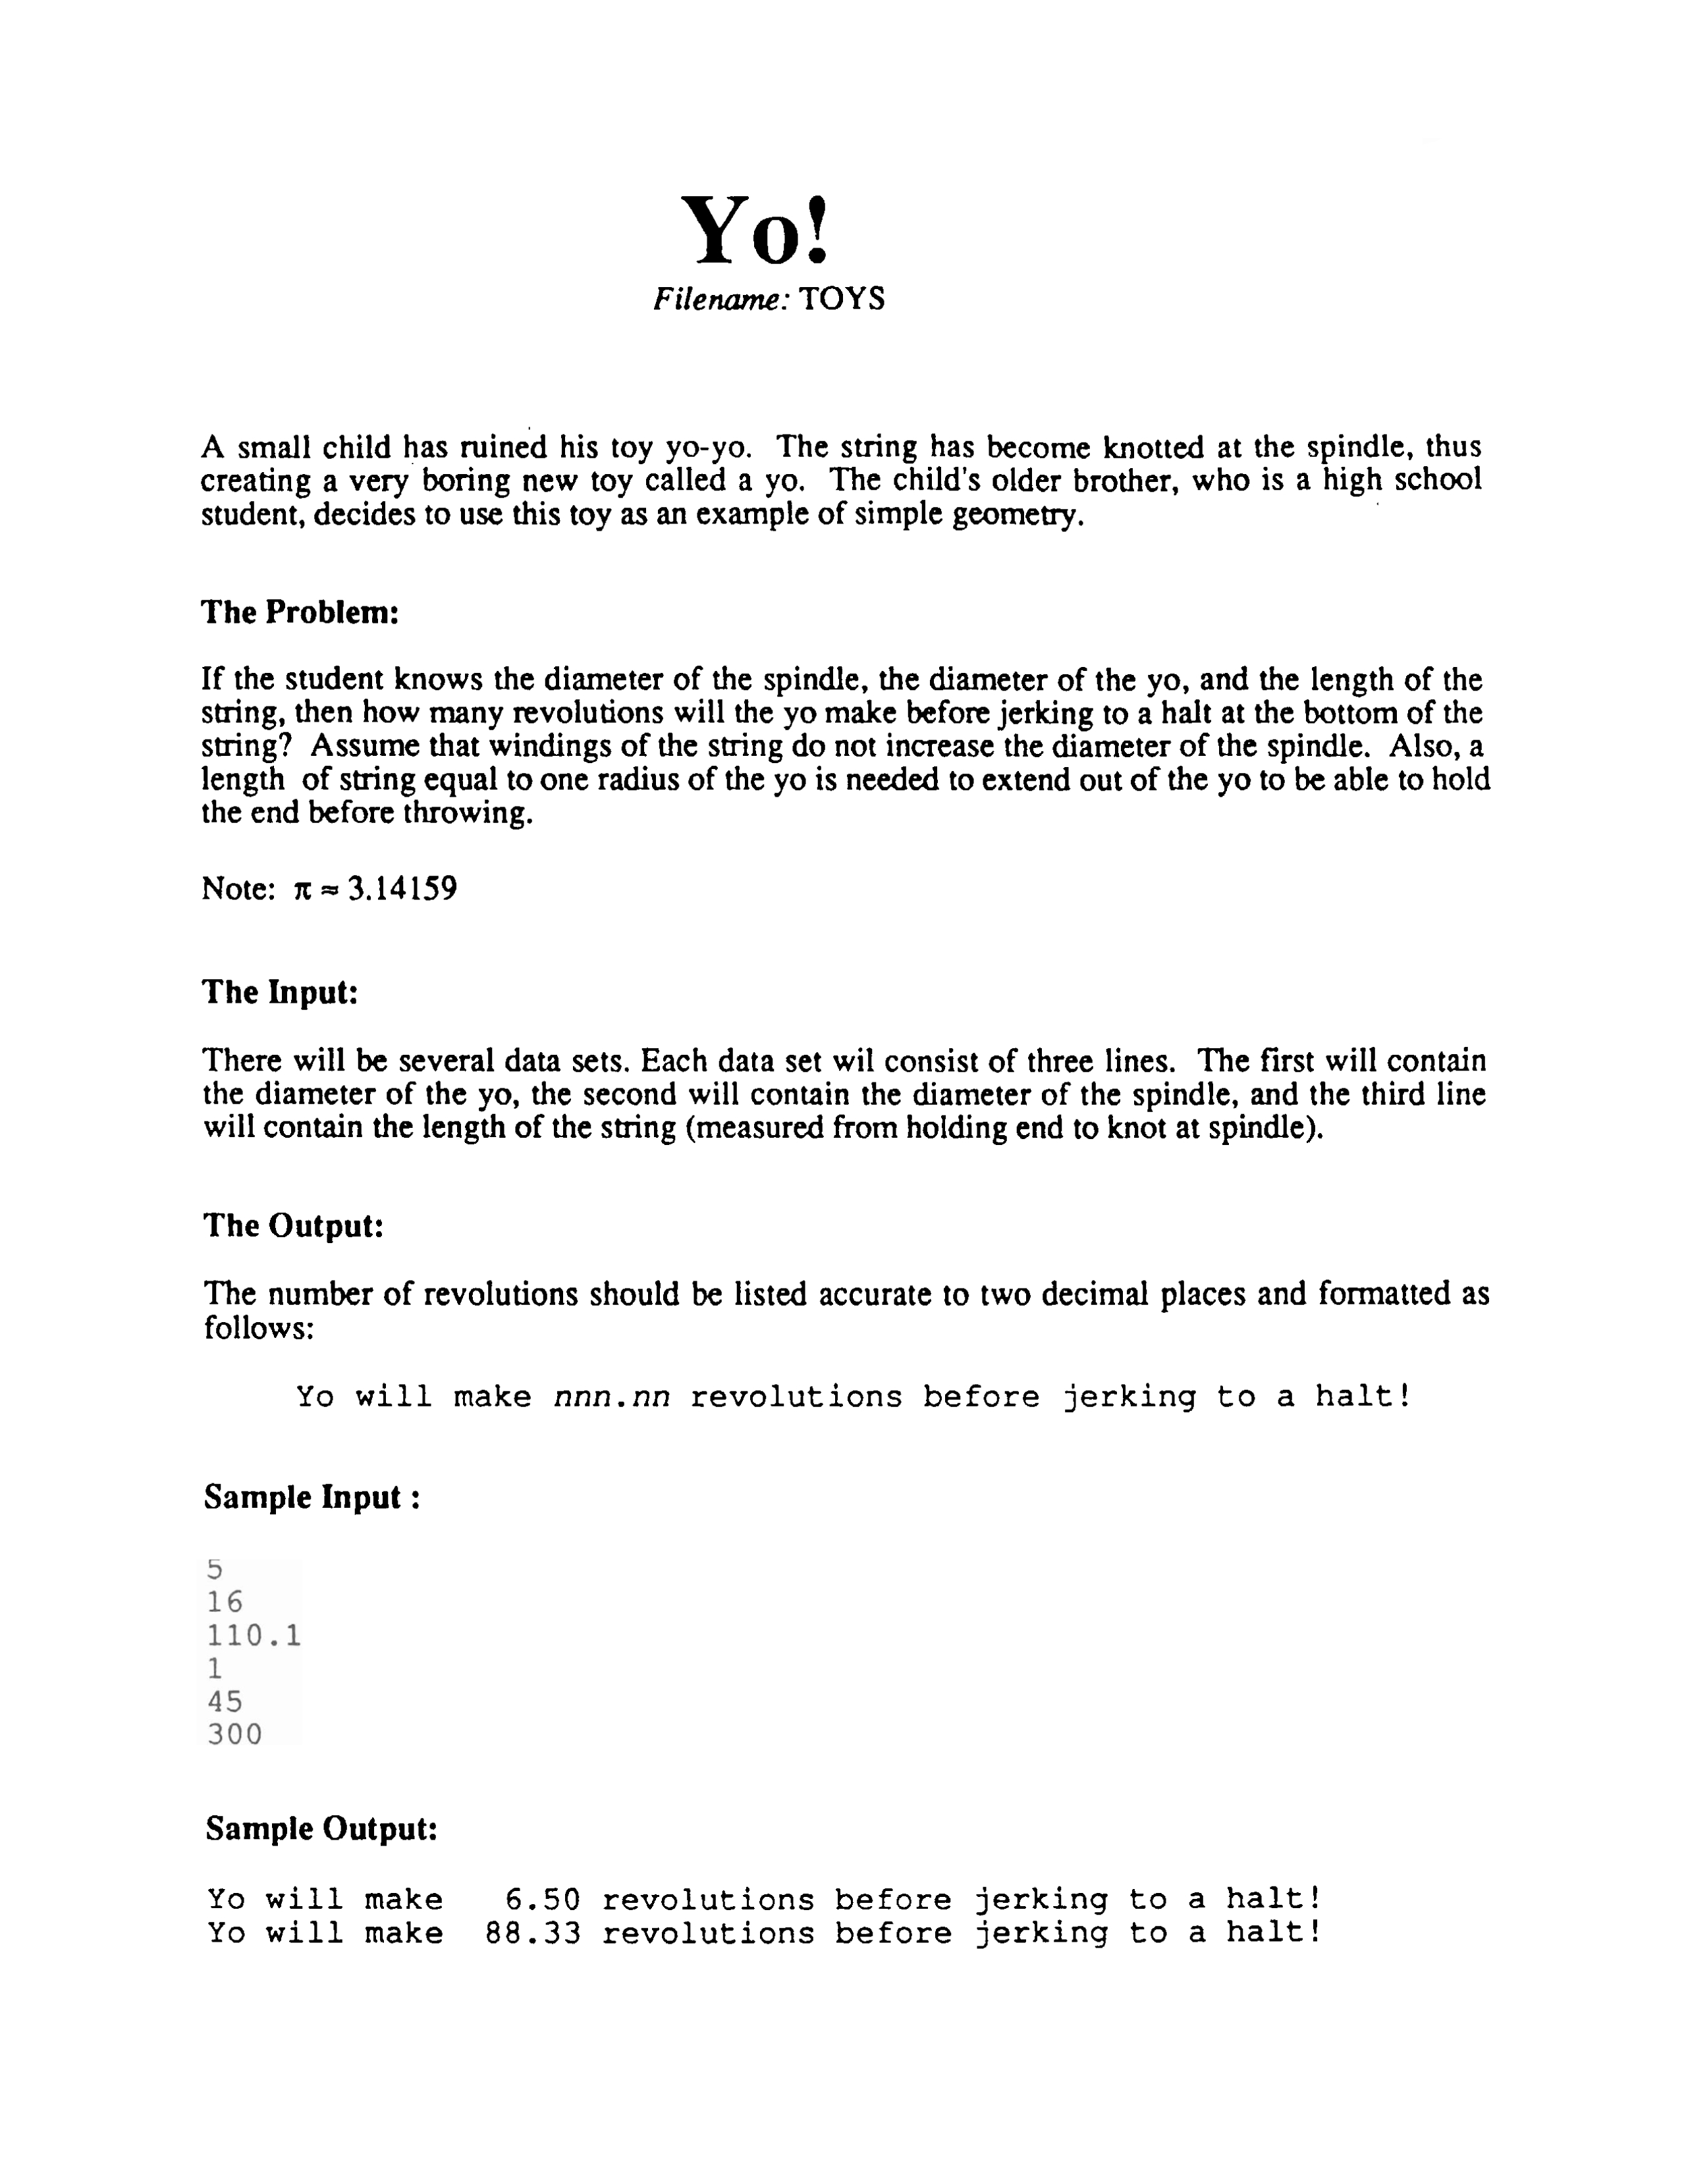 Yo!
Filename: TOYS
A small child has ruined his toy yo-yo. The string has become knotted at the spindle, thus
creating a very boring new toy called a yo. The child's older brother, who is a high school
student, decides to use this toy as an example of simple geometry.
The Problem:
If the student knows the diameter of the spindle, the diameter of the yo, and the length of the
string, then how many revolutions will the yo make before jerking to a halt at the bottom of the
string? Assume that windings of the string do not increase the diameter of the spindle. Also, a
length of string equal to one radius of the yo is needed to extend out of the yo to be able to hold
the end before throwing.
Note: π ≈ 3.14159
The Input:
There will be several data sets. Each data set wil consist of three lines. The first will contain
the diameter of the yo, the second will contain the diameter of the spindle, and the third line
will contain the length of the string (measured from holding end to knot at spindle).
The Output:
The number of revolutions should be listed accurate to two decimal places and formatted as
follows:
Yo will make nnn.nn revolutions before jerking to a halt!
Sample Input :
5
16
110.1
1
45
300
Sample Output:
Yo will make   6.50 revolutions before jerking to a halt!
Yo will make  88.33 revolutions before jerking to a halt!